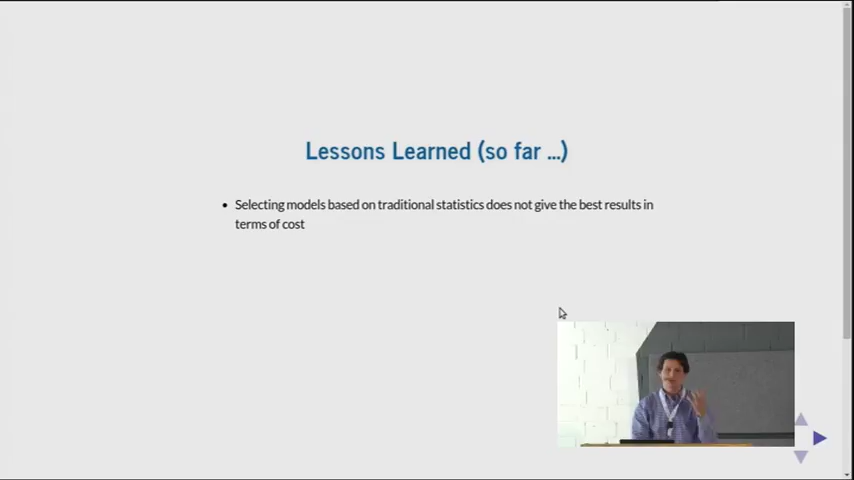 Lessons Learned (so far ...)
• Selecting models based on traditional statistics does not give the best results in
terms of cost